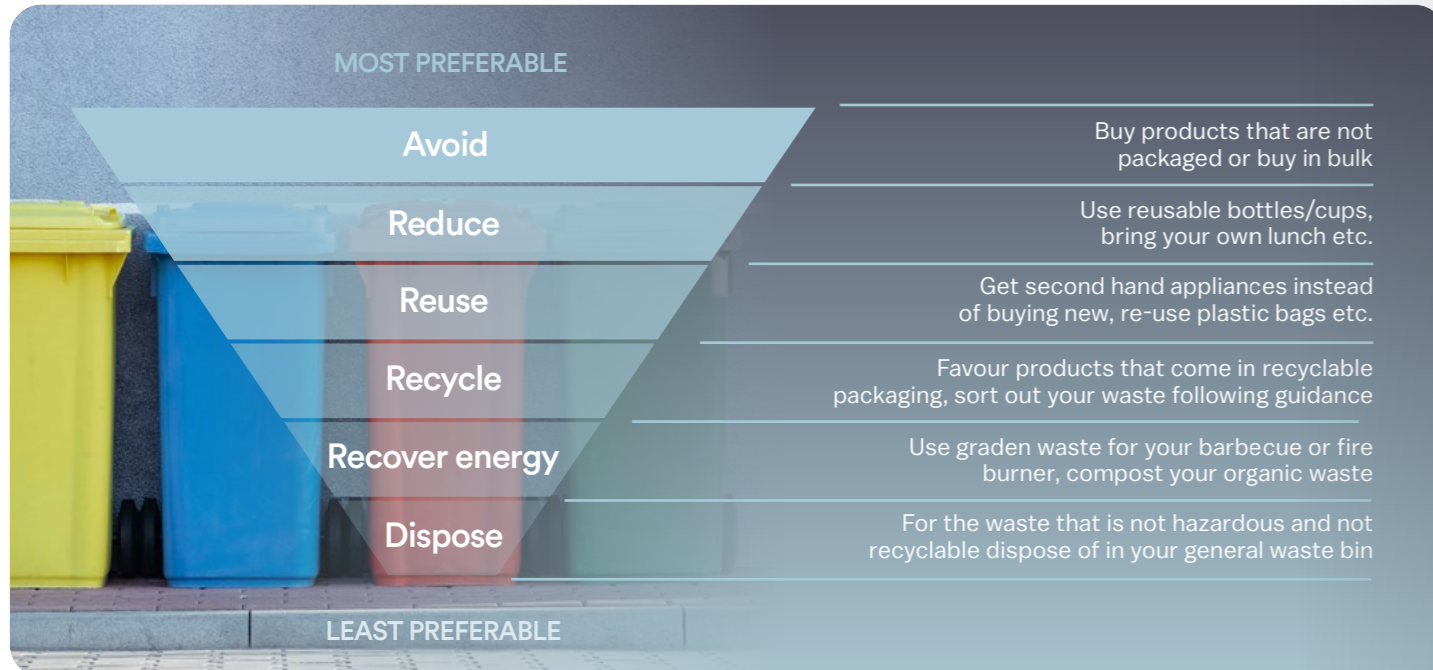 MOST PREFERABLE
Avoid
Buy products that are not
packaged or buy in bulk
Reduce
Use reusable bottles/cups,
bring your own lunch etc.
Reuse
Get second hand appliances instead
of buying new, re-use plastic bags etc.
Recycle
Favour products that come in recyclable
packaging, sort out your waste following guidance
Recover energy
Use graden waste for your barbecue or fire
burner, compost your organic waste
Dispose
For the waste that is not hazardous and not
recyclable dispose of in your general waste bin
LEAST PREFERABLE